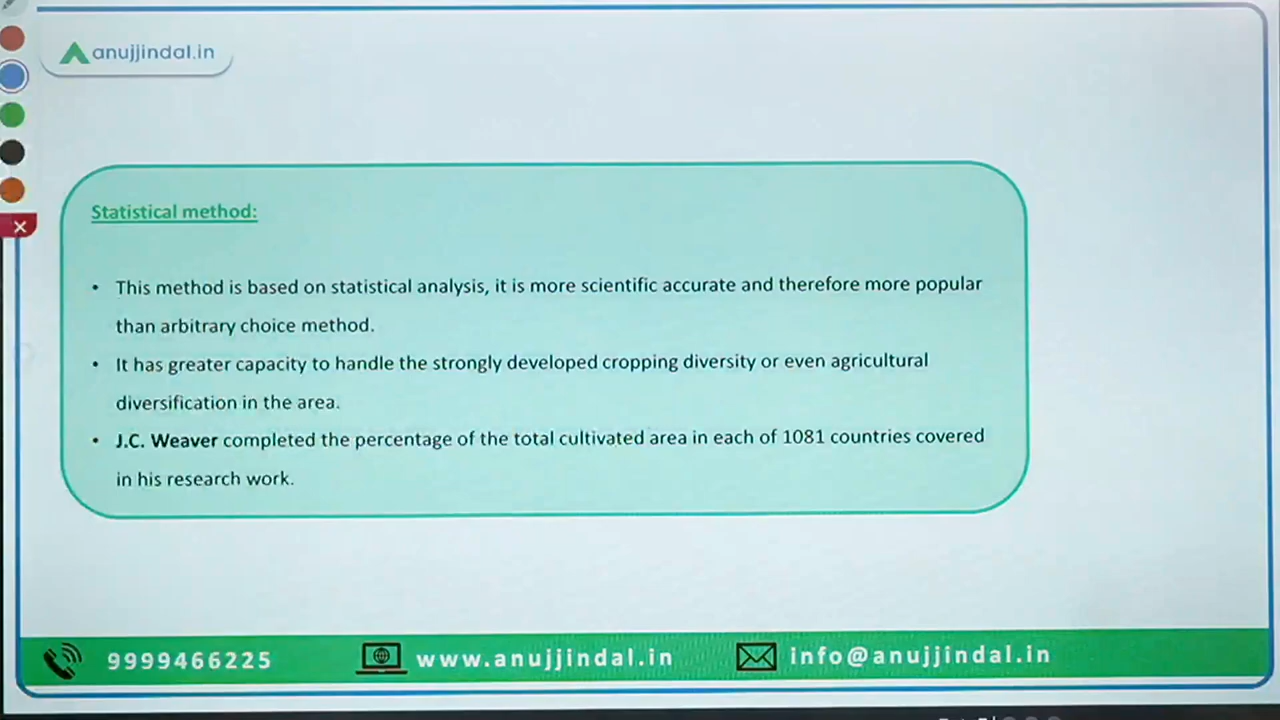 anujjindal.in
Statistical method:
• This method is based on statistical analysis, it is more scientific accurate and therefore more popular
than arbitrary choice method.
• It has greater capacity to handle the strongly developed cropping diversity or even agricultural
diversification in the area.
• J.C. Weaver completed the percentage of the total cultivated area in each of 1081 countries covered
in his research work.
9999466225 www.anujjindal.in info@anujjindal.in